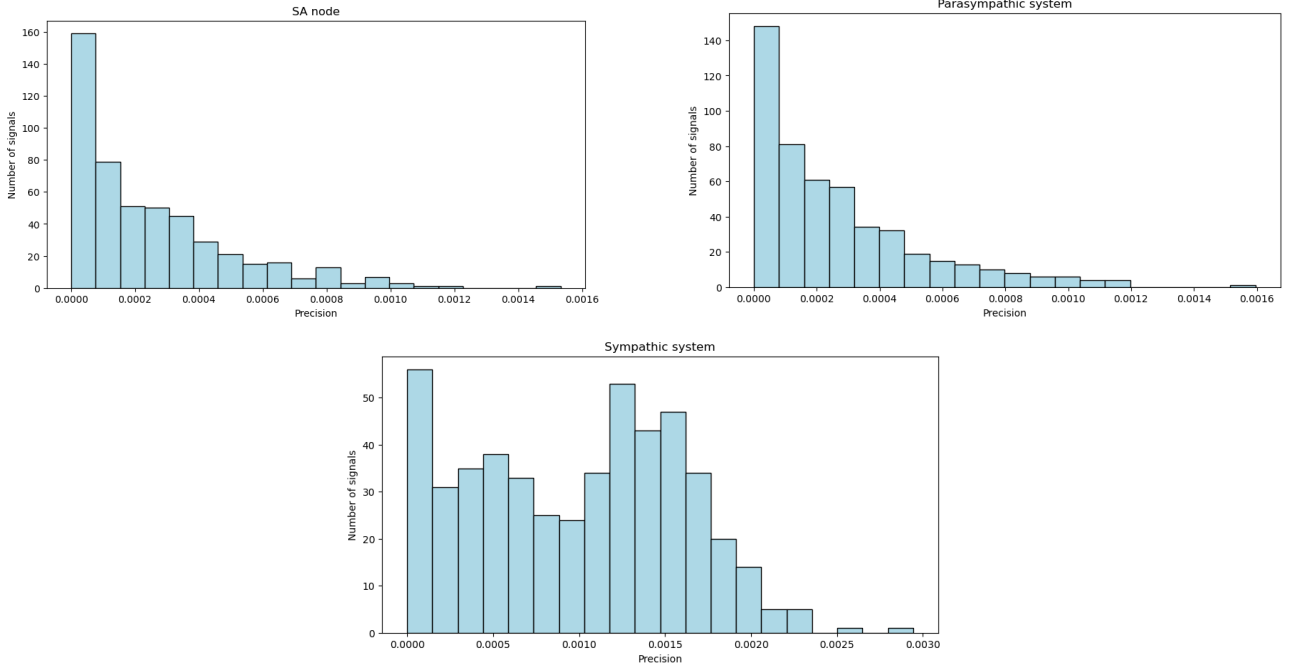 SA node
160
140
120
100
80
60
40
20
0
Number of signals
0.0000 0.0002 0.0004 0.0006 0.0008 0.0010 0.0012 0.0014 0.0016
Precision
Parasympathic system
140
120
100
80
60
40
20
0
Number of signals
0.0000 0.0002 0.0004 0.0006 0.0008 0.0010 0.0012 0.0014 0.0016
Precision
Sympathic system
50
40
30
20
10
0
Number of signals
0.0000 0.0005 0.0010 0.0015 0.0020 0.0025 0.0030
Precision